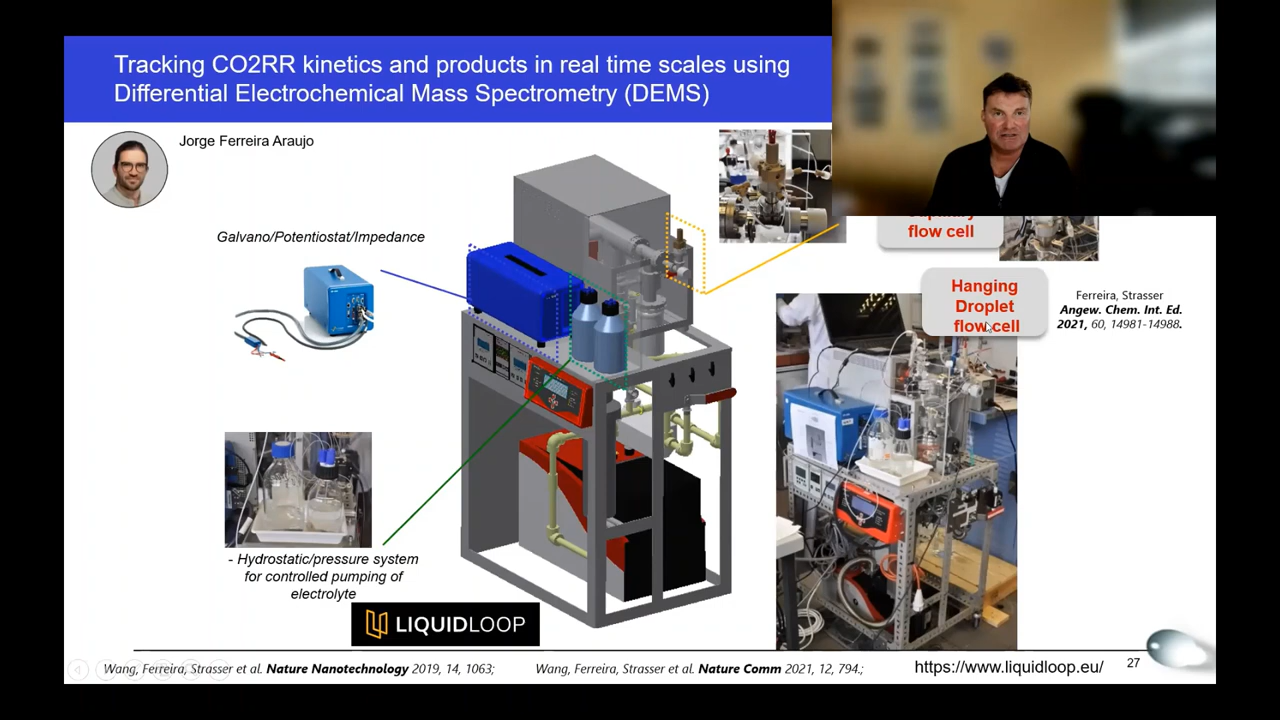 Tracking CO2RR kinetics and products in real time scales using
Differential Electrochemical Mass Spectrometry (DEMS)
Jorge Ferreira Araujo
Galvano/Potentiostat/Impedance
flow cell
Hanging
Droplet
flow cell
Ferreira, Strasser
Angew. Chem. Int. Ed.
2021, 60, 14981-14988.
- Hydrostatic/pressure system
for controlled pumping of
electrolyte
LIQUIDLOOP
Wang, Ferreira, Strasser et al. Nature Nanotechnology 2019, 14, 1063;
Wang, Ferreira, Strasser et al. Nature Comm 2021, 12, 794.;
https://www.liquidloop.eu/
27